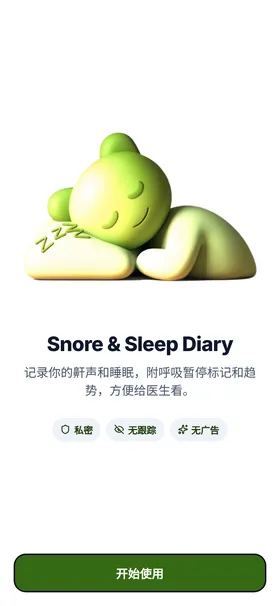 zzzz
Snore & Sleep Diary
记录你的鼾声和睡眠，附呼吸暂停标记和趋
势，方便给医生看。
私密 无跟踪 无广告
开始使用